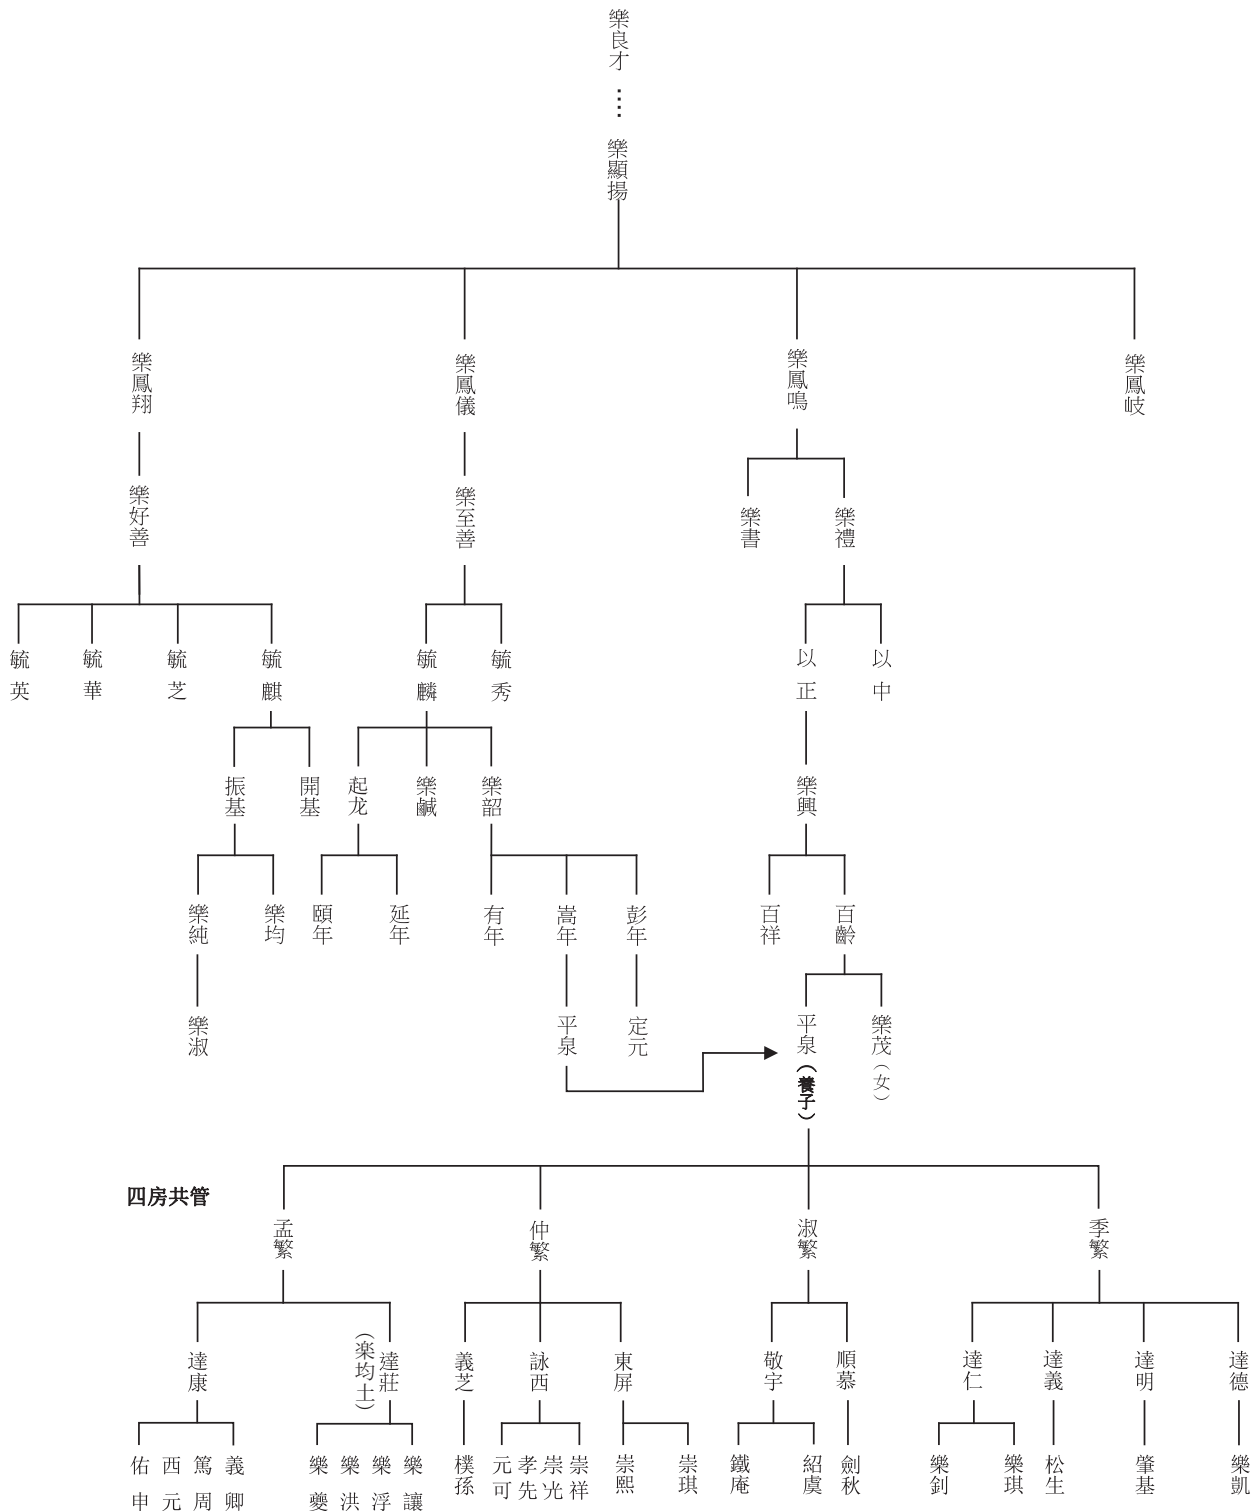 樂良才
····
樂顯揚
樂鳳翔
樂鳳儀
樂鳳鳴
樂鳳岐
樂好善
樂至善
樂書
樂禮
毓英
毓華
毓芝
毓麒
毓麟
毓秀
以正
以中
振基
開基
起龙
樂鹹
樂韶
樂興
樂純
樂均
頤年
延年
有年
嵩年
彭年
百祥
百齡
樂淑
平泉
定元
平泉(養子)
樂茂(女)
四房共管
孟繁
仲繁
淑繁
季繁
達康
達莊
(楽均士)
義芝
詠西
東屏
敬宇
順慕
達仁
達義
達明
達德
佑申
西元
篤周
義卿
樂夔
樂洪
樂浮
樂讓
樸孫
元可
孝先
崇光
崇祥
崇熙
崇琪
鐵庵
紹虞
劍秋
樂釗
樂琪
松生
肇基
樂凱